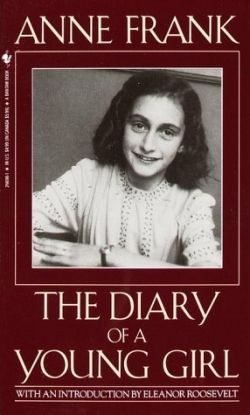 ANNE FRANK
THE DIARY
OF A
YOUNG GIRL
WITH AN INTRODUCTION BY ELEANOR ROOSEVELT